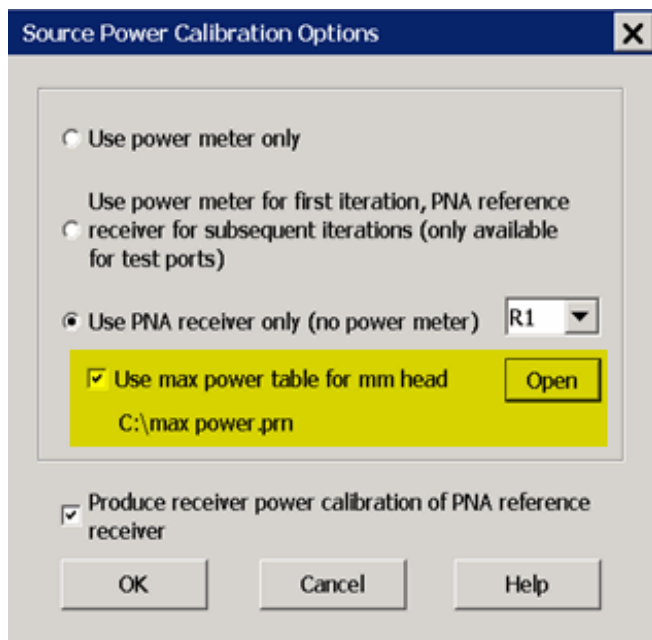 Source Power Calibration Options
Use power meter only
Use power meter for first iteration, PNA reference
receiver for subsequent iterations (only available
for test ports)
Use PNA receiver only (no power meter) R1
Use max power table for mm head Open
C:\max power.prn
Produce receiver power calibration of PNA reference
receiver
OK Cancel Help